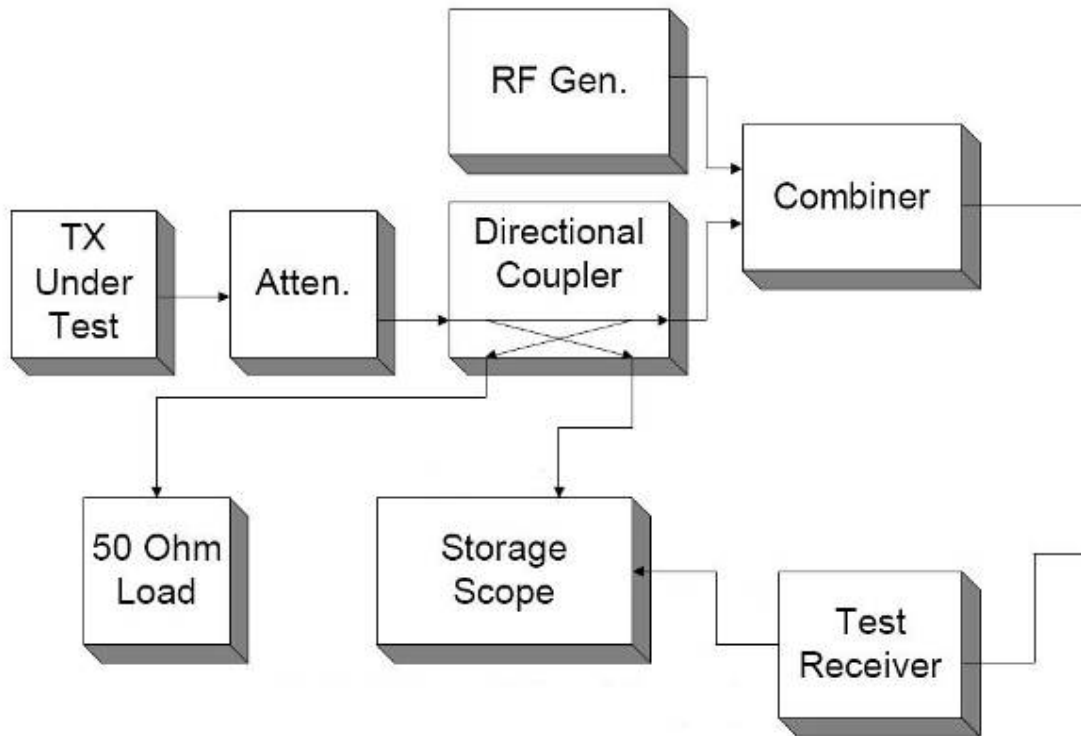 RF Gen.
Combiner
TX
Under
Test
Atten.
Directional
Coupler
50 Ohm
Load
Storage
Scope
Test
Receiver